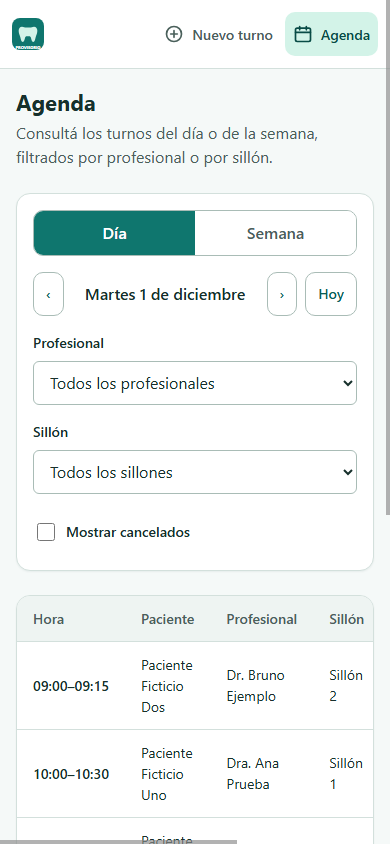 PROVISORIO
Nuevo turno
Agenda
Agenda
Consultá los turnos del día o de la semana,
filtrados por profesional o por sillón.
Día
Semana
‹
Martes 1 de diciembre
›
Hoy
Profesional
Todos los profesionales
Sillón
Todos los sillones
Mostrar cancelados
Hora Paciente Profesional Sillón
09:00–09:15
Paciente
Ficticio
Dos
Dr. Bruno
Ejemplo
Sillón
2
10:00–10:30
Paciente
Ficticio
Uno
Dra. Ana
Prueba
Sillón
1
Paciente